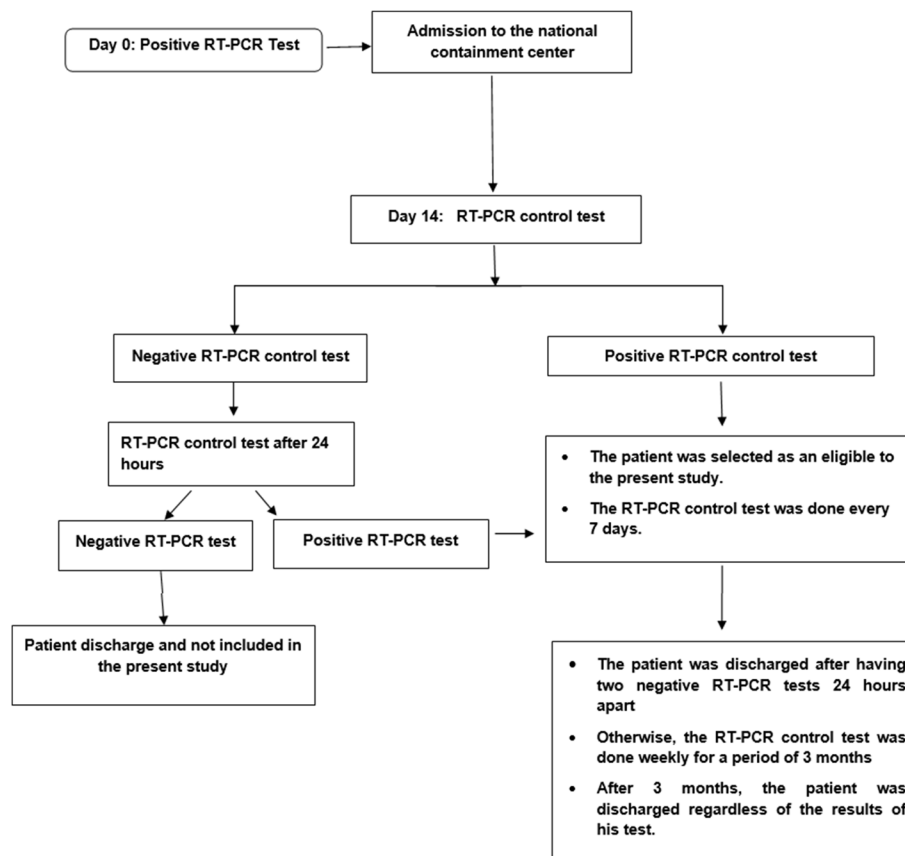 Day 0: Positive RT-PCR Test
Admission to the national
containment center
Day 14: RT-PCR control test
Negative RT-PCR control test
Positive RT-PCR control test
RT-PCR control test after 24
hours
• The patient was selected as an eligible to
the present study.
• The RT-PCR control test was done every
7 days.
Negative RT-PCR test
Positive RT-PCR test
Patient discharge and not included in
the present study
• The patient was discharged after having
two negative RT-PCR tests 24 hours
apart
• Otherwise, the RT-PCR control test was
done weekly for a period of 3 months
• After 3 months, the patient was
discharged regardless of the results of
his test.